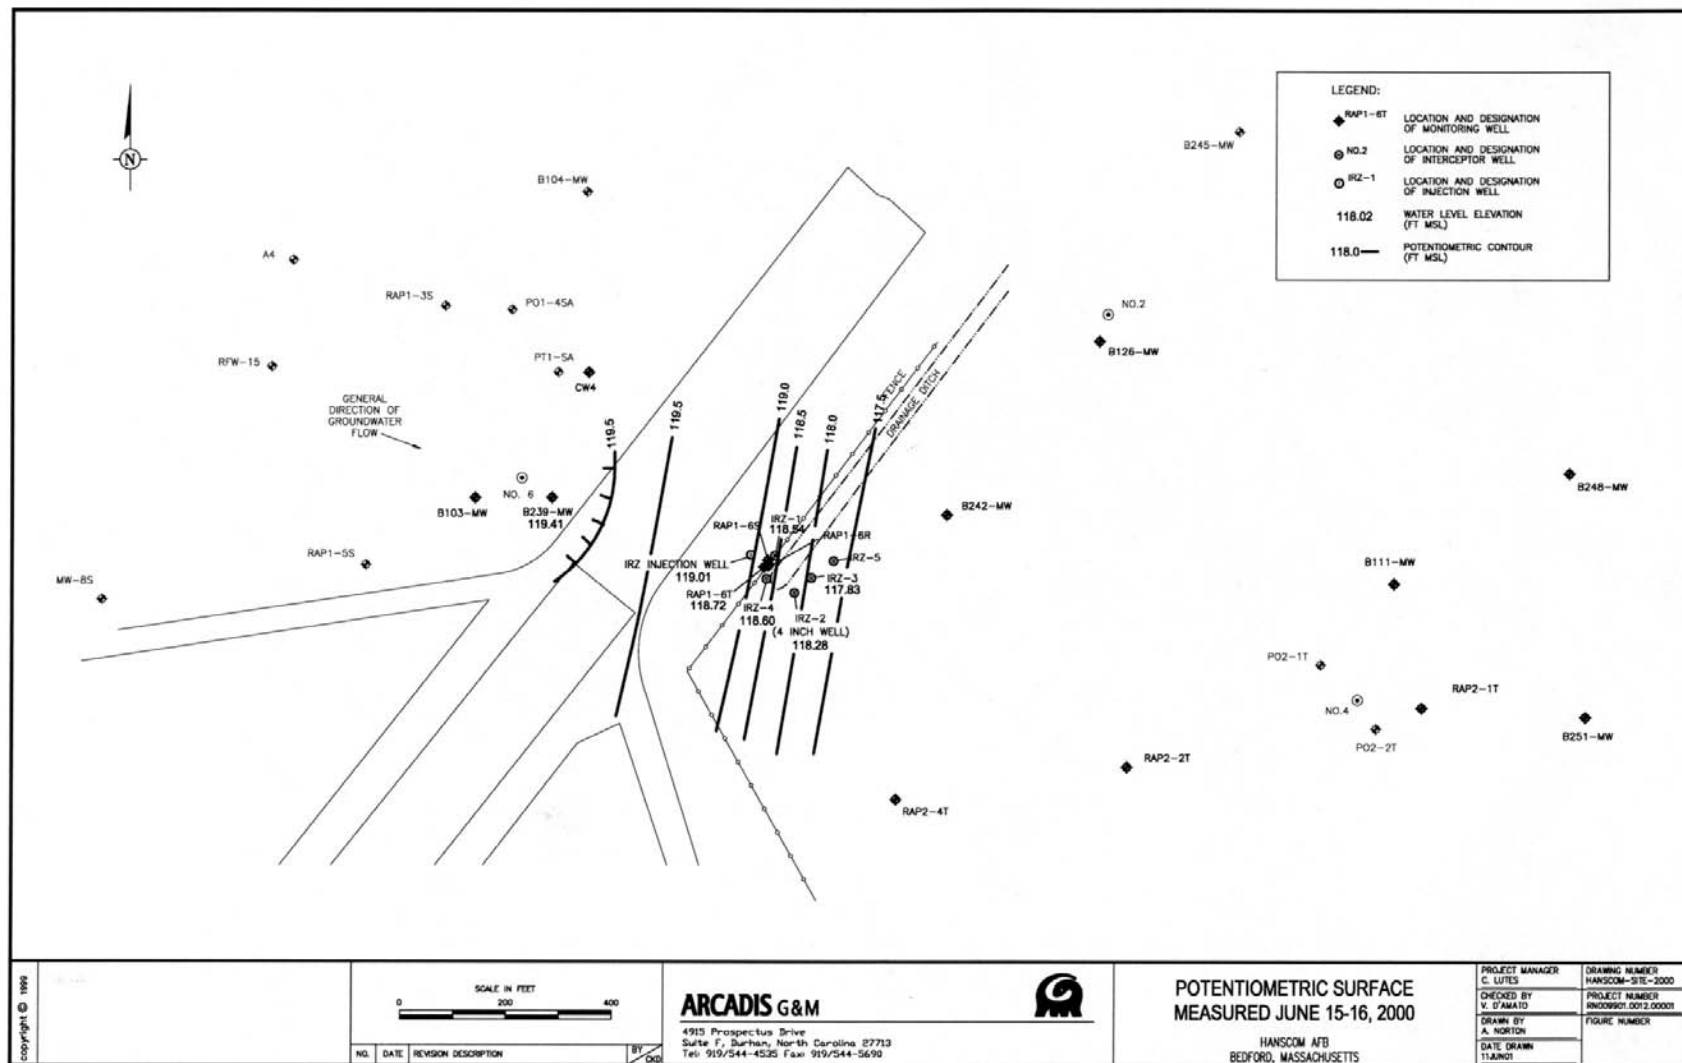 LEGEND:
RAP1-6T
LOCATION AND DESIGNATION
OF MONITORING WELL
NO.2
LOCATION AND DESIGNATION
OF INTERCEPTOR WELL
IRZ-1
LOCATION AND DESIGNATION
OF INJECTION WELL
118.02
WATER LEVEL ELEVATION
(FT MSL)
118.0
POTENTIOMETRIC CONTOUR
(FT MSL)
N
B245-MW
B104-MW
A4
RAP1-3S
PO1-4SA
NO.2
B126-MW
RFW-15
PT1-SA
CW4
GENERAL
DIRECTION OF
GROUNDWATER
FLOW
FENCE
DRAINAGE DITCH
119.5
119.5
119.0
118.5
118.0
117.5
NO. 6
B103-MW
B239-MW
119.41
B248-MW
B242-MW
IRZ-1
118.54
RAP1-6S
RAP1-6R
RAP1-5S
IRZ INJECTION WELL
119.01
IRZ-5
IRZ-3
117.83
MW-8S
B111-MW
RAP1-6T
118.72
IRZ-4
118.60
IRZ-2
(4 INCH WELL)
118.28
PO2-1T
RAP2-1T
NO.4
PO2-2T
B251-MW
RAP2-2T
RAP2-4T
copyright © 1999
NO.
DATE
REVISION DESCRIPTION
BY
CKD
SCALE IN FEET
0 200 400
ARCADIS G&M
4915 Prospectus Drive
Suite F, Durham, North Carolina 27713
Tel: 919/544-4535 Fax: 919/544-5690
POTENTIOMETRIC SURFACE
MEASURED JUNE 15-16, 2000
HANSCOM AFB
BEDFORD, MASSACHUSETTS
PROJECT MANAGER
C. LUTES
DRAWING NUMBER
HANSCOM-SITE-2000
CHECKED BY
V. D'AMATO
PROJECT NUMBER
RN009901.0012.00001
DRAWN BY
A. NORTON
FIGURE NUMBER
DATE DRAWN
11JUN01